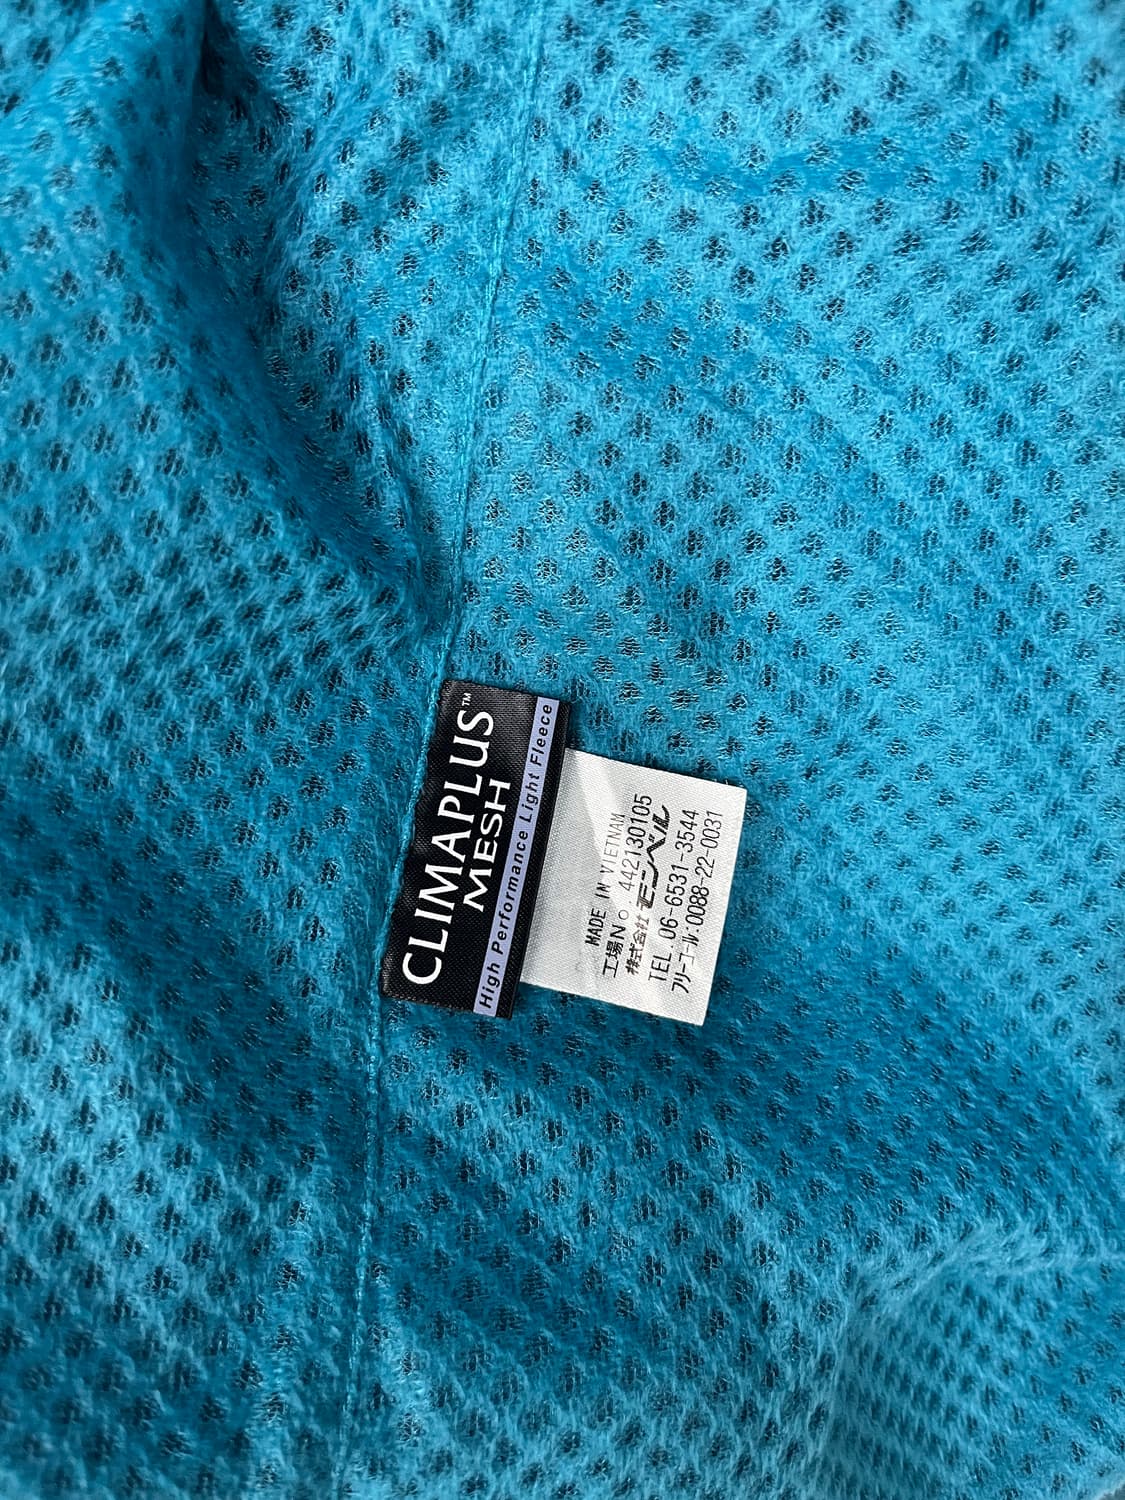 CLIMAPLUS™
MESH
High Performance Light Fleece
MADE IN VIETNAM
工場No. 442130105
株式会社モンベル
TEL.:06-6531-3544
フリーコール:0088-22-0031